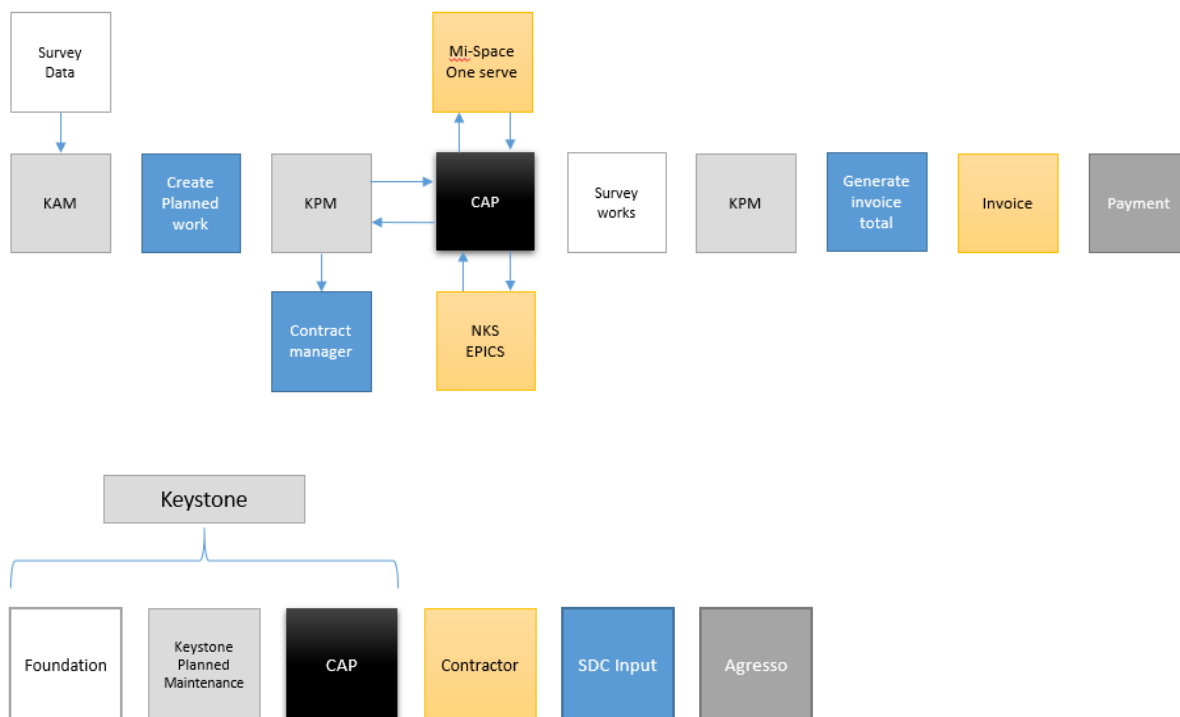 Survey
Data
Mi-Space
One serve
KAM
Create
Planned
work
KPM
CAP
Survey
works
KPM
Generate
invoice
total
Invoice
Payment
Contract
manager
NKS
EPICS
Keystone
Foundation
Keystone
Planned
Maintenance
CAP
Contractor
SDC Input
Agresso